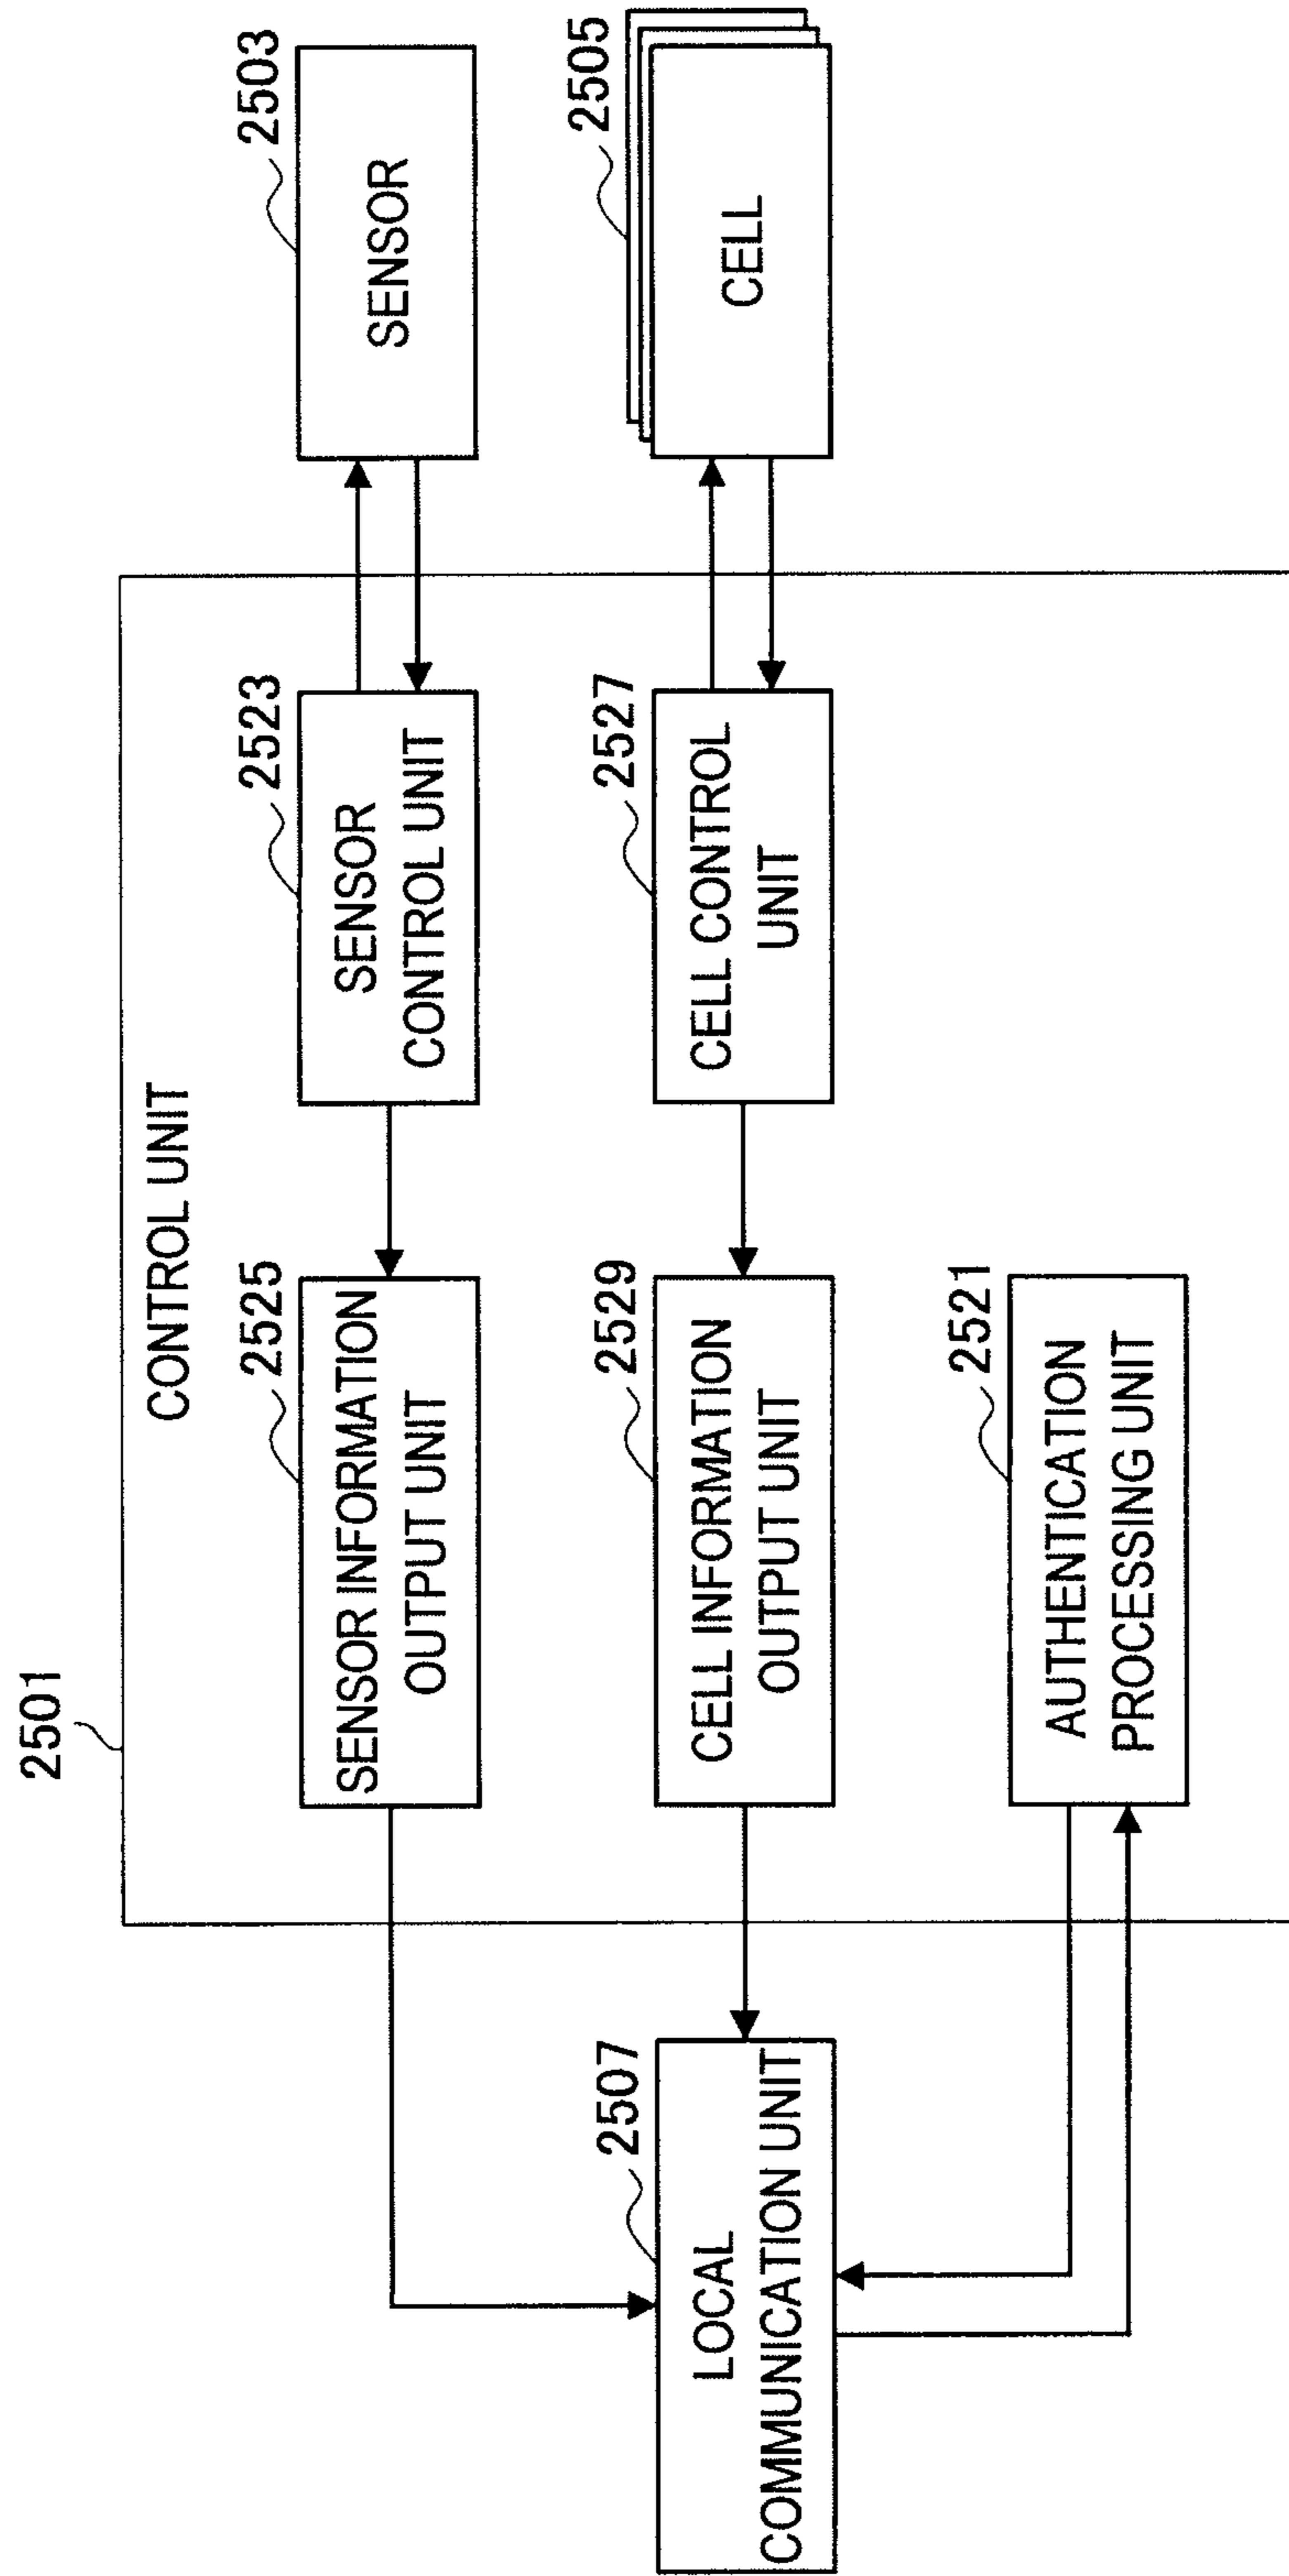 2501
CONTROL UNIT
2507
LOCAL
COMMUNICATION UNIT
2525
SENSOR INFORMATION
OUTPUT UNIT
2523
SENSOR
CONTROL UNIT
2503
SENSOR
2529
CELL INFORMATION
OUTPUT UNIT
2527
CELL CONTROL
UNIT
2505
CELL
2521
AUTHENTICATION
PROCESSING UNIT